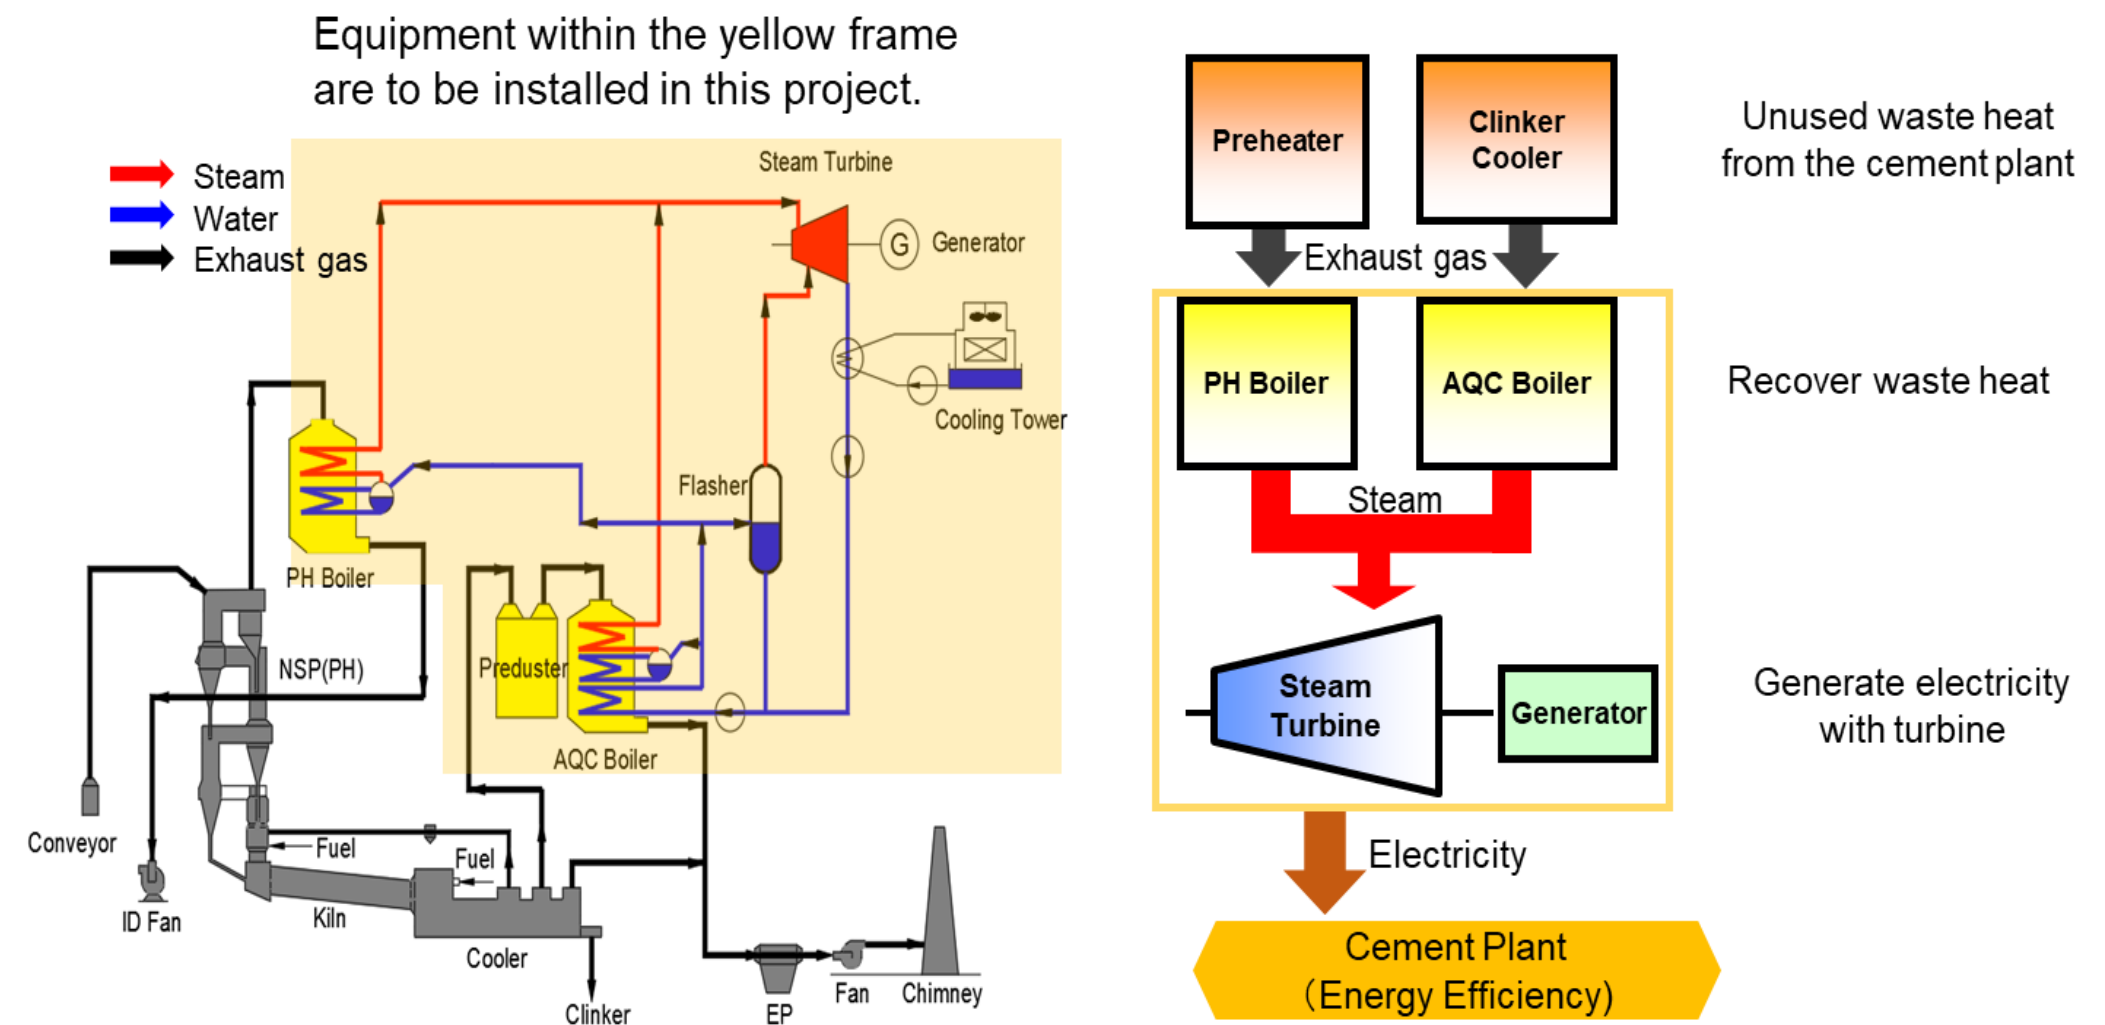 Equipment within the yellow frame
are to be installed in this project.
Steam
Water
Exhaust gas
Steam Turbine
G
Generator
Cooling Tower
Flasher
PH Boiler
Preduster
NSP(PH)
AQC Boiler
Conveyor
Fuel
Fuel
ID Fan
Kiln
Cooler
Clinker
EP
Fan
Chimney
Preheater
Clinker
Cooler
Unused waste heat
from the cement plant
Exhaust gas
PH Boiler
AQC Boiler
Recover waste heat
Steam
Steam
Turbine
Generator
Generate electricity
with turbine
Electricity
Cement Plant
（Energy Efficiency)